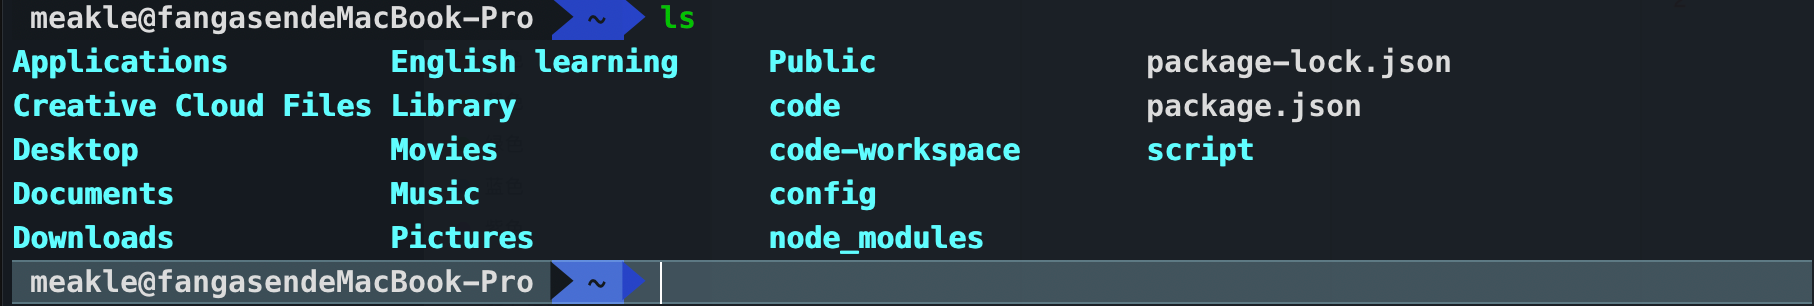 meakle@fangasendeMacBook-Pro ~ ls
Applications English learning Public package-lock.json
Creative Cloud Files Library code package.json
Desktop Movies code-workspace script
Documents Music config
Downloads Pictures node_modules
meakle@fangasendeMacBook-Pro ~